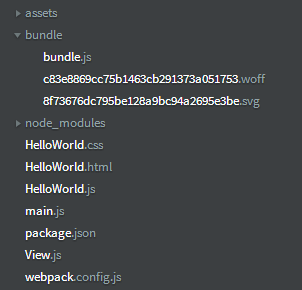 assets
bundle
bundle.js
c83e8869cc75b1463cb291373a051753.woff
8f73676dc795be128a9bc94a2695e3be.svg
node_modules
HelloWorld.css
HelloWorld.html
HelloWorld.js
main.js
package.json
View.js
webpack.config.js